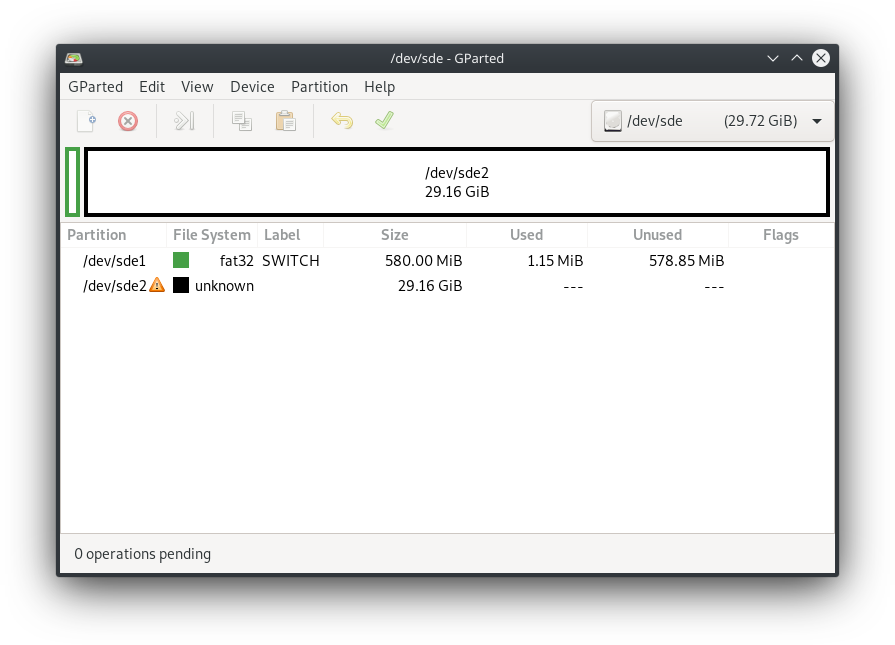 /dev/sde - GParted
GParted Edit View Device Partition Help
/dev/sde (29.72 GiB)
/dev/sde2
29.16 GiB
Partition File System Label Size Used Unused Flags
/dev/sde1 fat32 SWITCH 580.00 MiB 1.15 MiB 578.85 MiB
/dev/sde2 unknown 29.16 GiB --- ---
0 operations pending